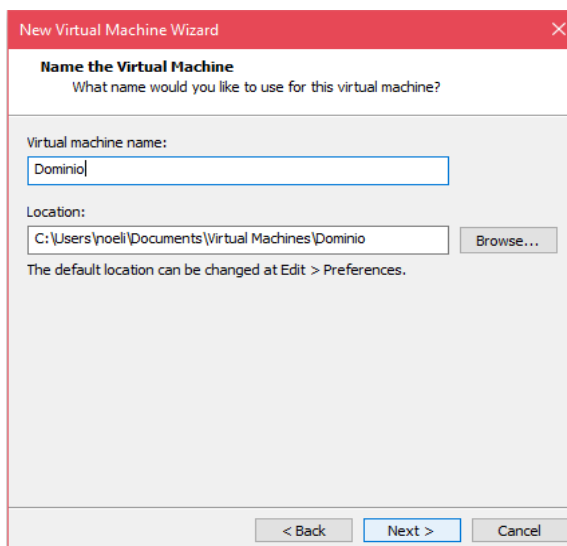 New Virtual Machine Wizard
Name the Virtual Machine
What name would you like to use for this virtual machine?
Virtual machine name:
Dominio
Location:
C:\Users\noeli\Documents\Virtual Machines\Dominio
Browse...
The default location can be changed at Edit > Preferences.
< Back
Next >
Cancel